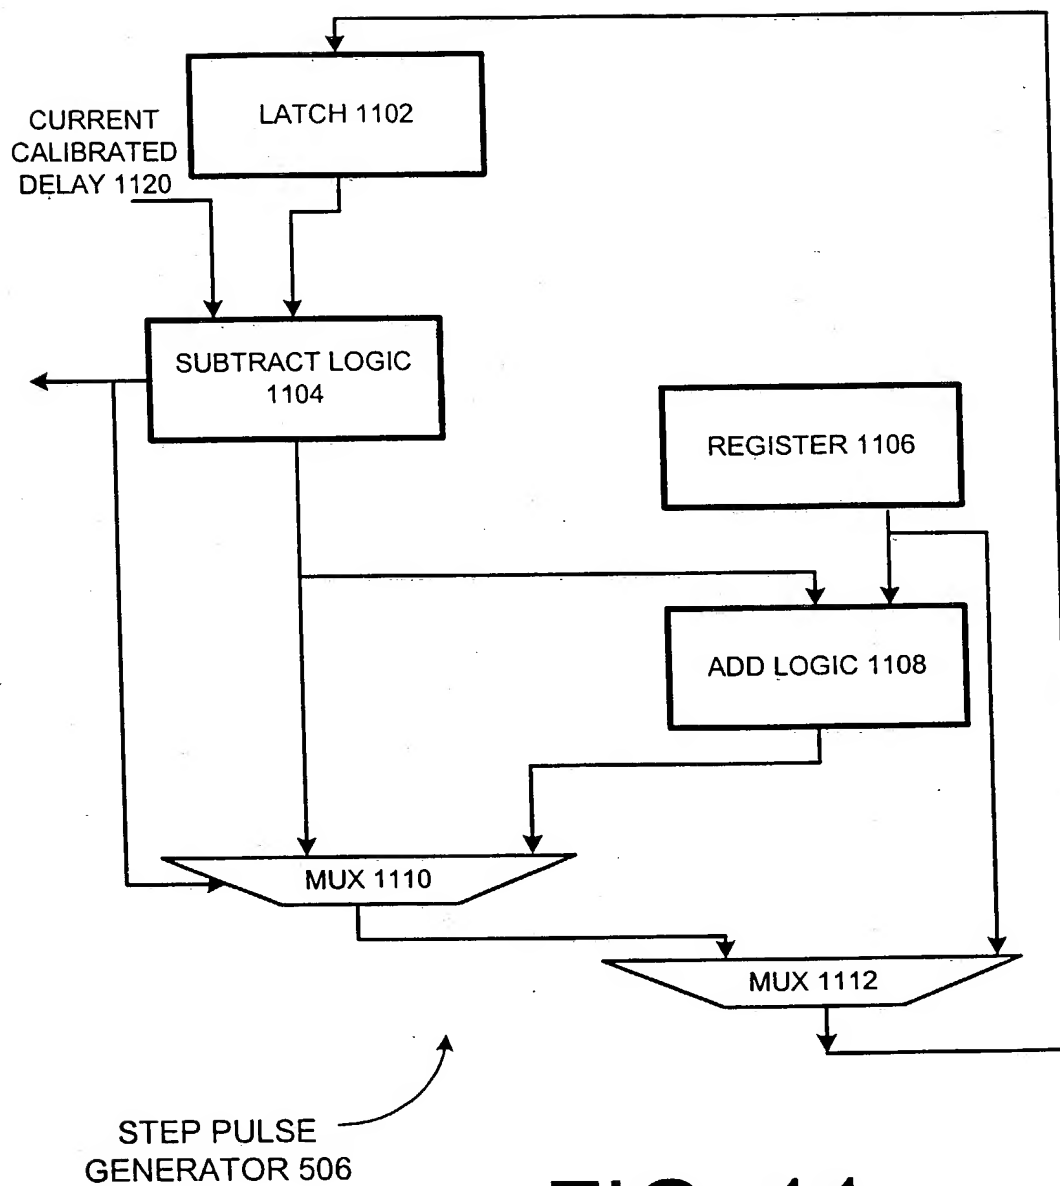 LATCH 1102
CURRENT
CALIBRATED
DELAY 1120
SUBTRACT LOGIC
1104
REGISTER 1106
ADD LOGIC 1108
MUX 1110
MUX 1112
STEP PULSE
GENERATOR 506